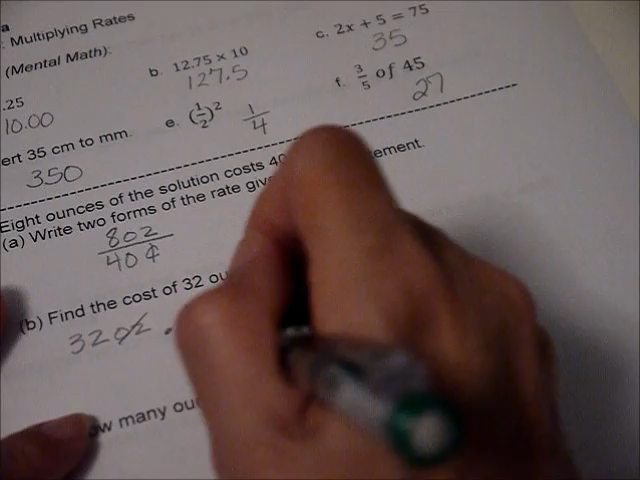 a
: Multiplying Rates
(Mental Math):
b. 12.75 x 10
127.5
c. 2x + 5 = 75
35
.25
10.00
e. (1/2)² 1/4
f. 3/5 of 45
27
ert 35 cm to mm.
350
Eight ounces of the solution costs 40 ement.
(a) Write two forms of the rate giv
8oz
40¢
(b) Find the cost of 32 ou
32oz .
ow many ou